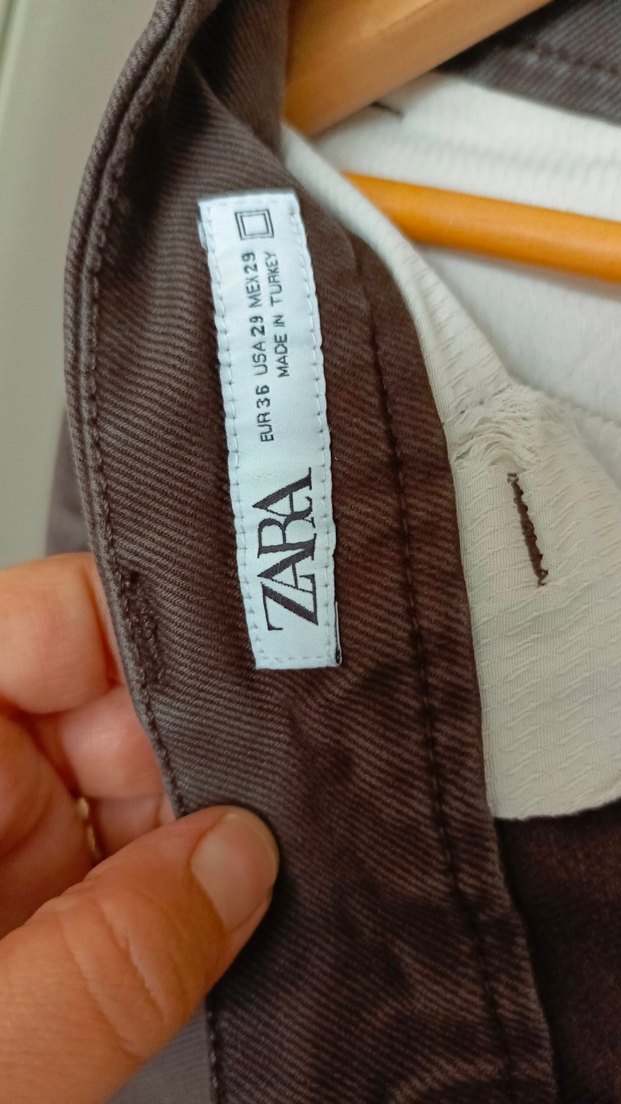 ZARA
EUR 36 USA 29 MEX 29
MADE IN TURKEY